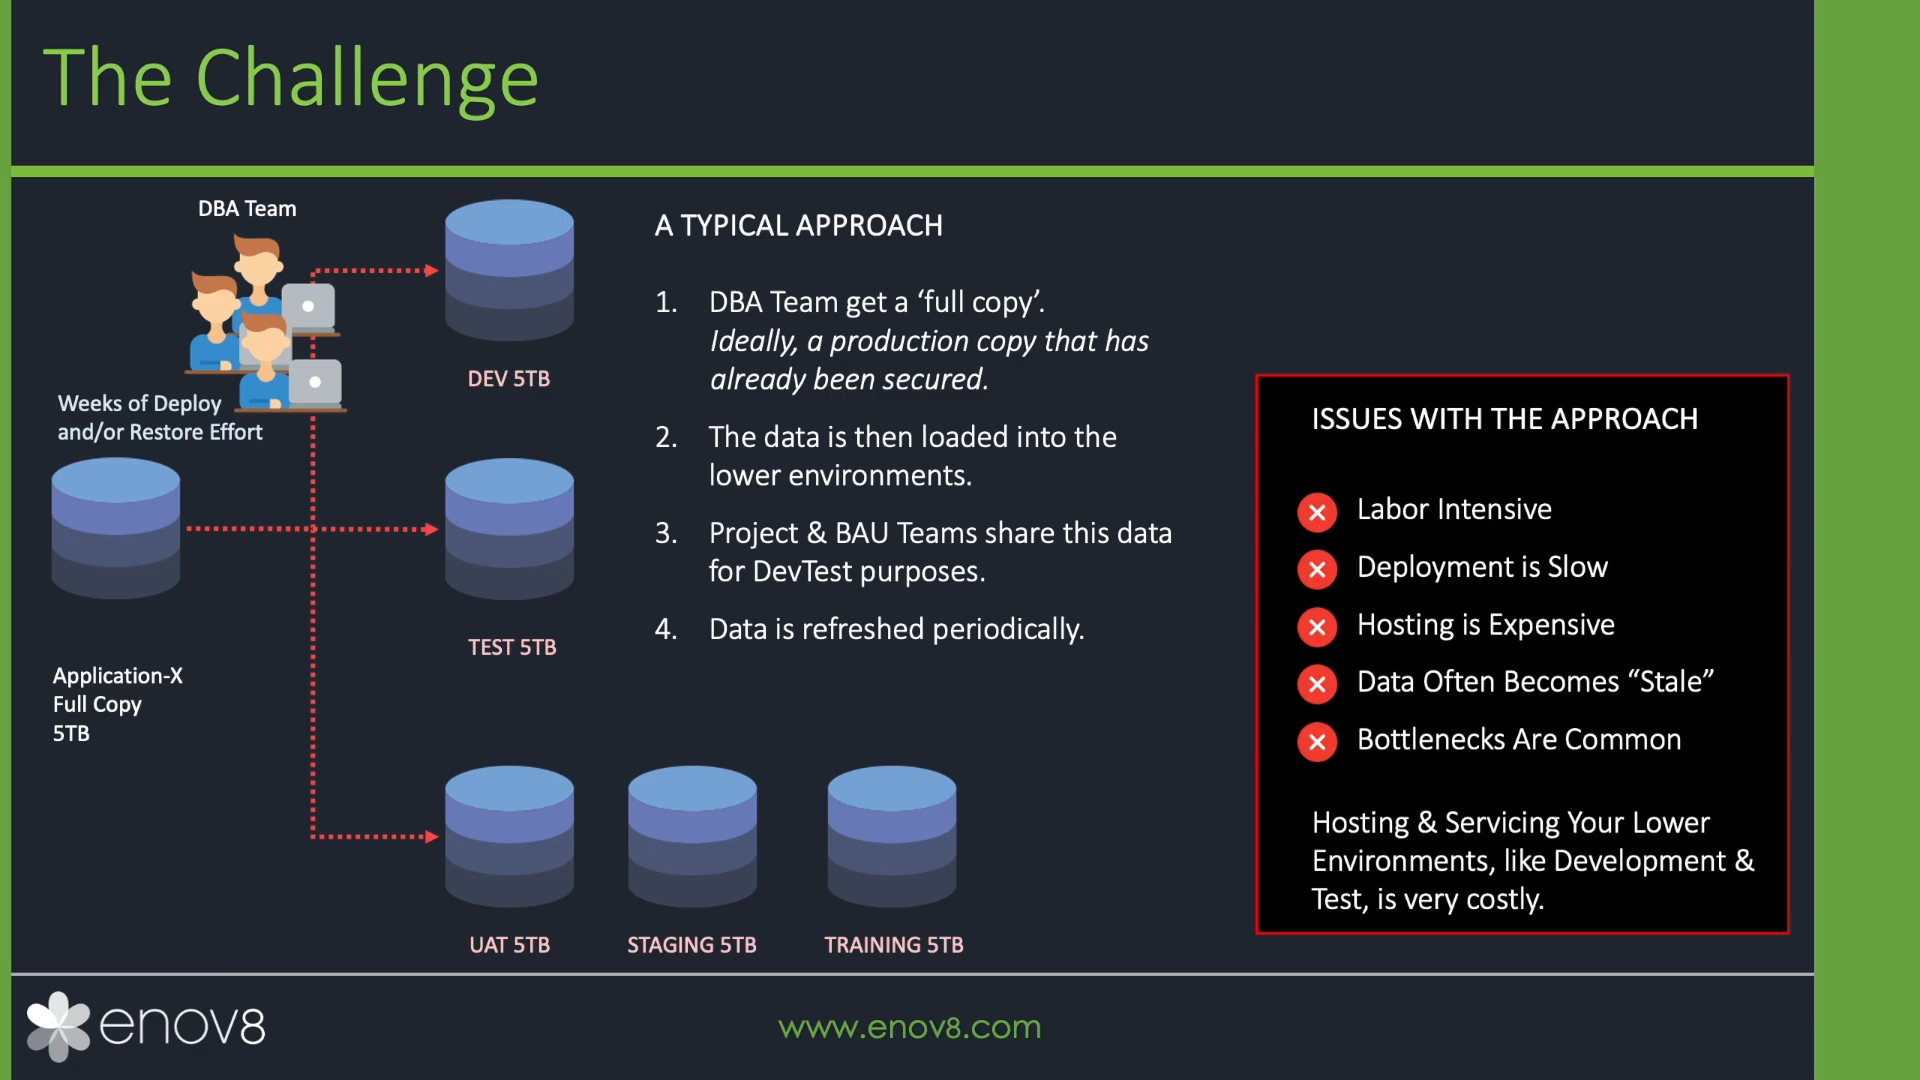 The Challenge
DBA Team
Weeks of Deploy
and/or Restore Effort
Application-X
Full Copy
5TB
DEV 5TB
TEST 5TB
UAT 5TB
STAGING 5TB
TRAINING 5TB
A TYPICAL APPROACH
1. DBA Team get a ‘full copy’.
Ideally, a production copy that has
already been secured.
2. The data is then loaded into the
lower environments.
3. Project & BAU Teams share this data
for DevTest purposes.
4. Data is refreshed periodically.
ISSUES WITH THE APPROACH
Labor Intensive
Deployment is Slow
Hosting is Expensive
Data Often Becomes “Stale”
Bottlenecks Are Common
Hosting & Servicing Your Lower
Environments, like Development &
Test, is very costly.
enov8
www.enov8.com